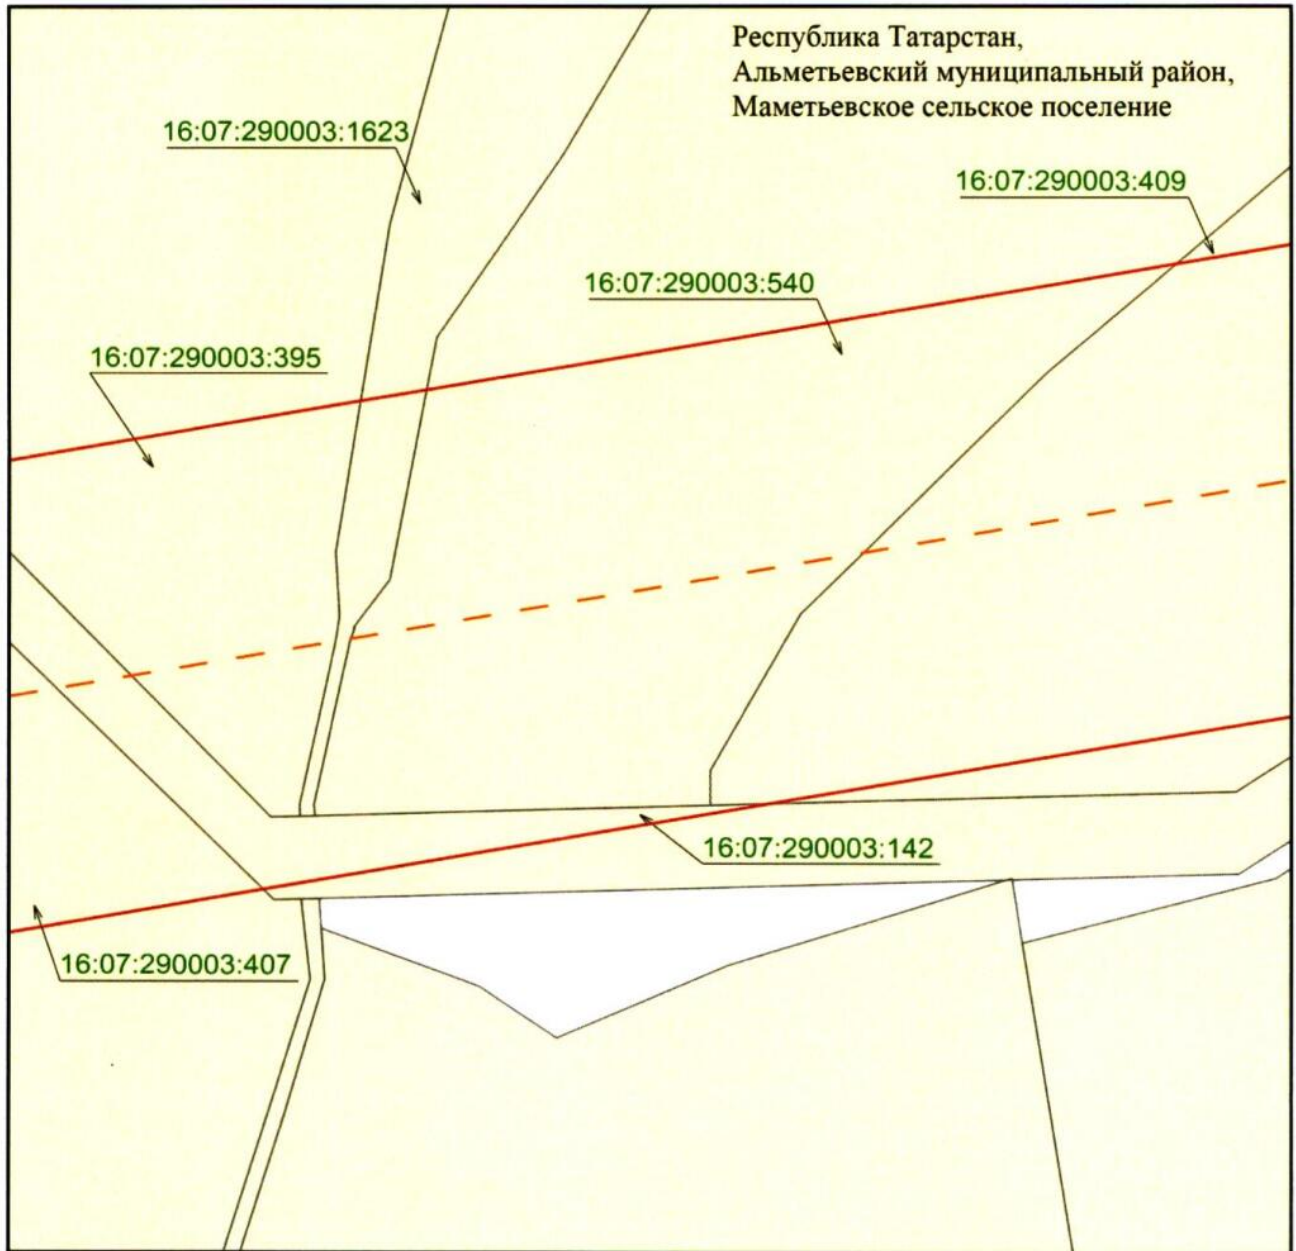 Республика Татарстан,
Альметьевский муниципальный район,
Маметьевское сельское поселение
16:07:290003:1623
16:07:290003:409
16:07:290003:540
16:07:290003:395
16:07:290003:142
16:07:290003:407